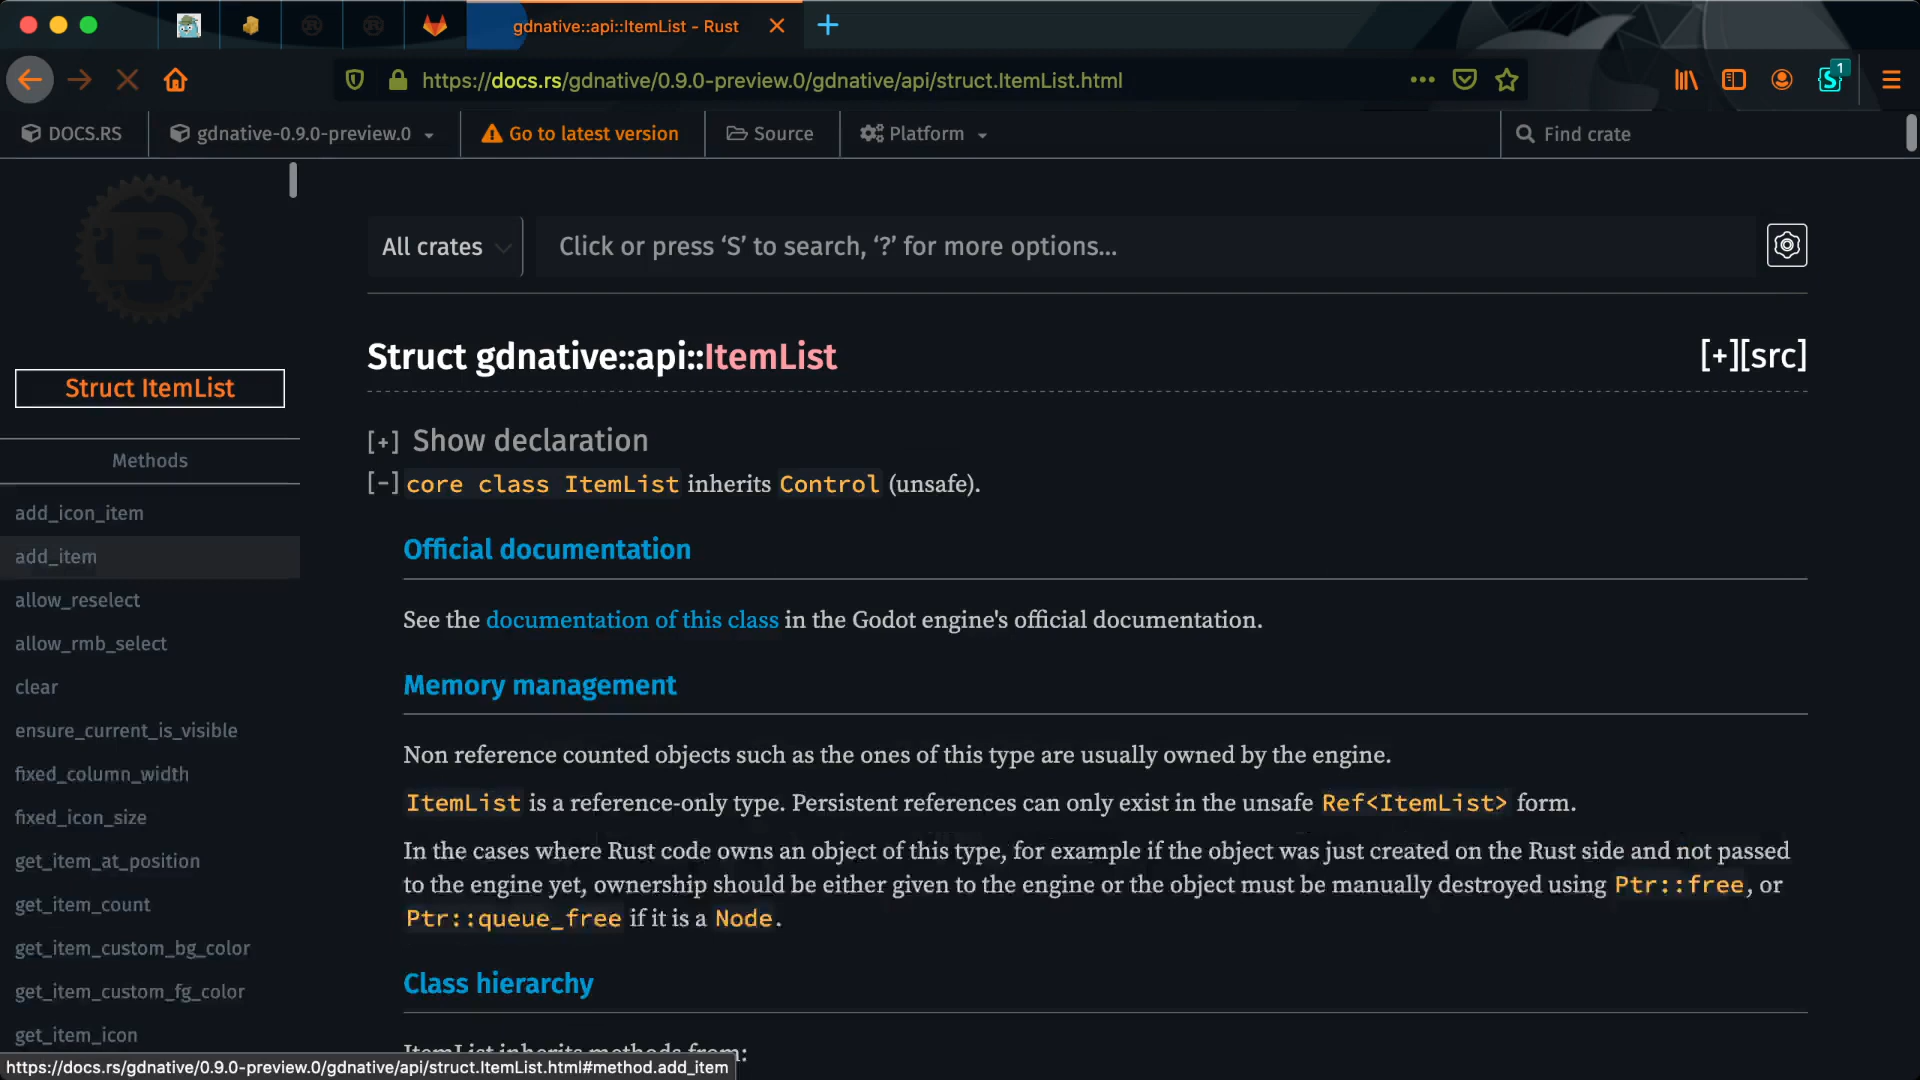 gdnative::api::ItemList - Rust
https://docs.rs/gdnative/0.9.0-preview.0/gdnative/api/struct.ItemList.html
1
DOCS.RS
gdnative-0.9.0-preview.0
Go to latest version
Source
Platform
Find crate
All crates
Click or press ‘S’ to search, ‘?’ for more options...
Struct gdnative::api::ItemList
[+][src]
Struct ItemList
[+] Show declaration
[−] core class ItemList inherits Control (unsafe).
Methods
add_icon_item
add_item
allow_reselect
allow_rmb_select
clear
ensure_current_is_visible
fixed_column_width
fixed_icon_size
get_item_at_position
get_item_count
get_item_custom_bg_color
get_item_custom_fg_color
get_item_icon
Official documentation
See the documentation of this class in the Godot engine's official documentation.
Memory management
Non reference counted objects such as the ones of this type are usually owned by the engine.
ItemList is a reference-only type. Persistent references can only exist in the unsafe Ref<ItemList> form.
In the cases where Rust code owns an object of this type, for example if the object was just created on the Rust side and not passed
to the engine yet, ownership should be either given to the engine or the object must be manually destroyed using Ptr::free, or
Ptr::queue_free if it is a Node.
Class hierarchy
ItemList inherits methods from:
https://docs.rs/gdnative/0.9.0-preview.0/gdnative/api/struct.ItemList.html#method.add_item